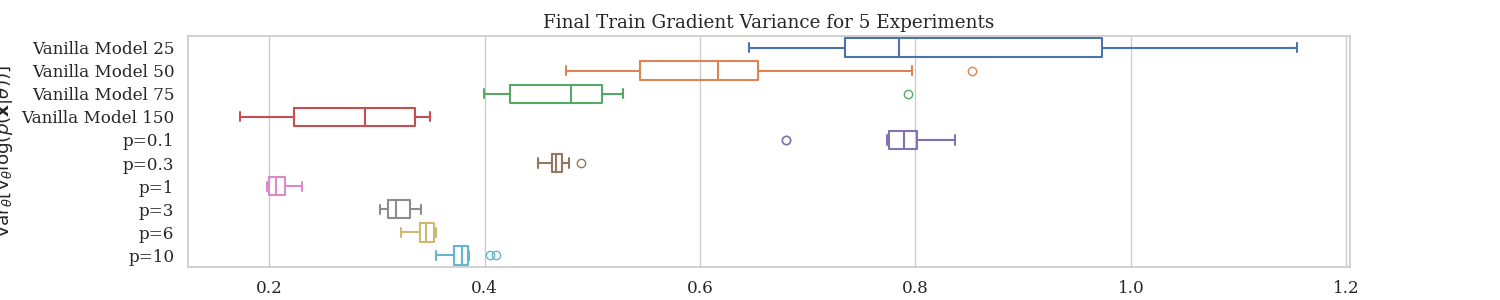 Final Train Gradient Variance for 5 Experiments
Vanilla Model 25
Vanilla Model 50
Vanilla Model 75
Vanilla Model 150
p=0.1
p=0.3
p=1
p=3
p=6
p=10
0.2 0.4 0.6 0.8 1.0 1.2